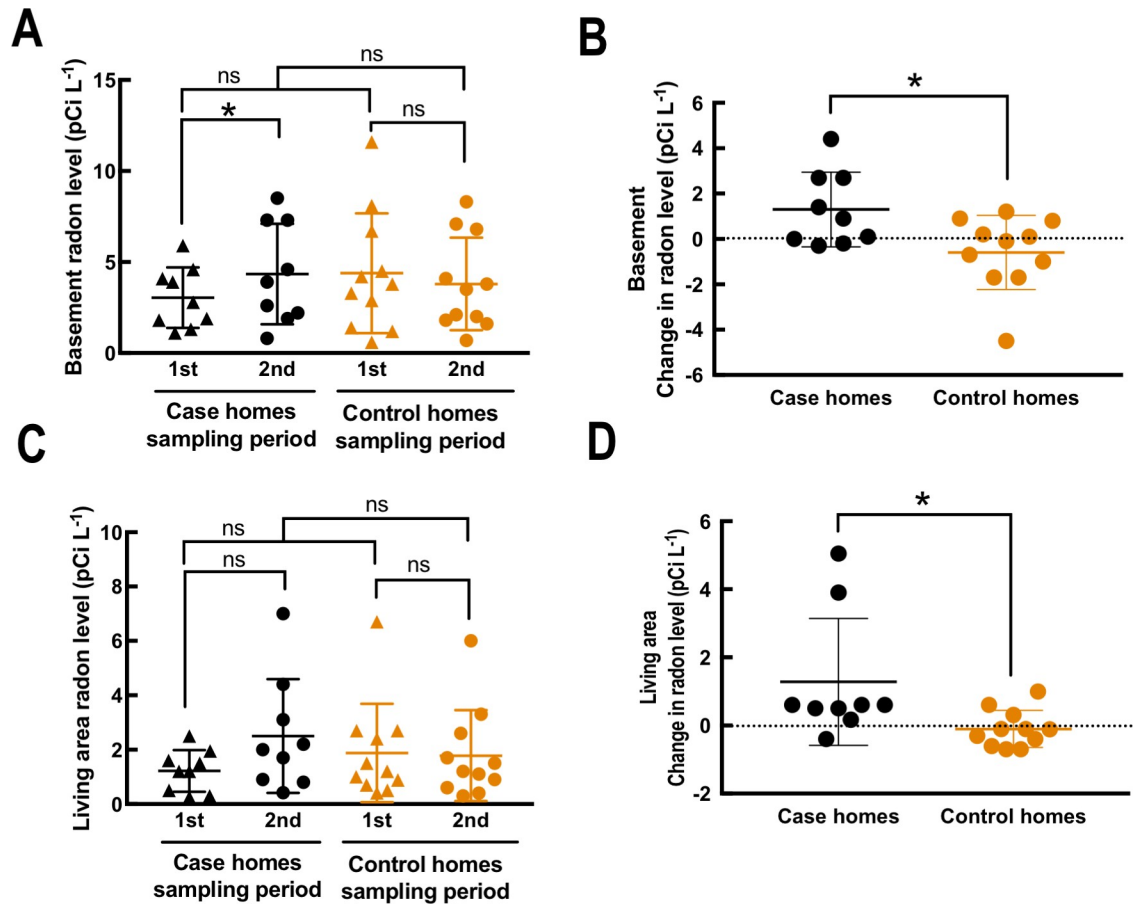 A
Basement radon level (pCi L-1)
15
10
5
0
ns
ns
*
ns
1st
2nd
1st
2nd
Case homes
sampling period
Control homes
sampling period
B
Basement
Change in radon level (pCi L-1)
6
4
2
0
-2
-4
-6
*
Case homes
Control homes
C
Living area radon level (pCi L-1)
10
8
6
4
2
0
ns
ns
ns
ns
1st
2nd
1st
2nd
Case homes
sampling period
Control homes
sampling period
D
Living area
Change in radon level (pCi L-1)
6
4
2
0
-2
*
Case homes
Control homes